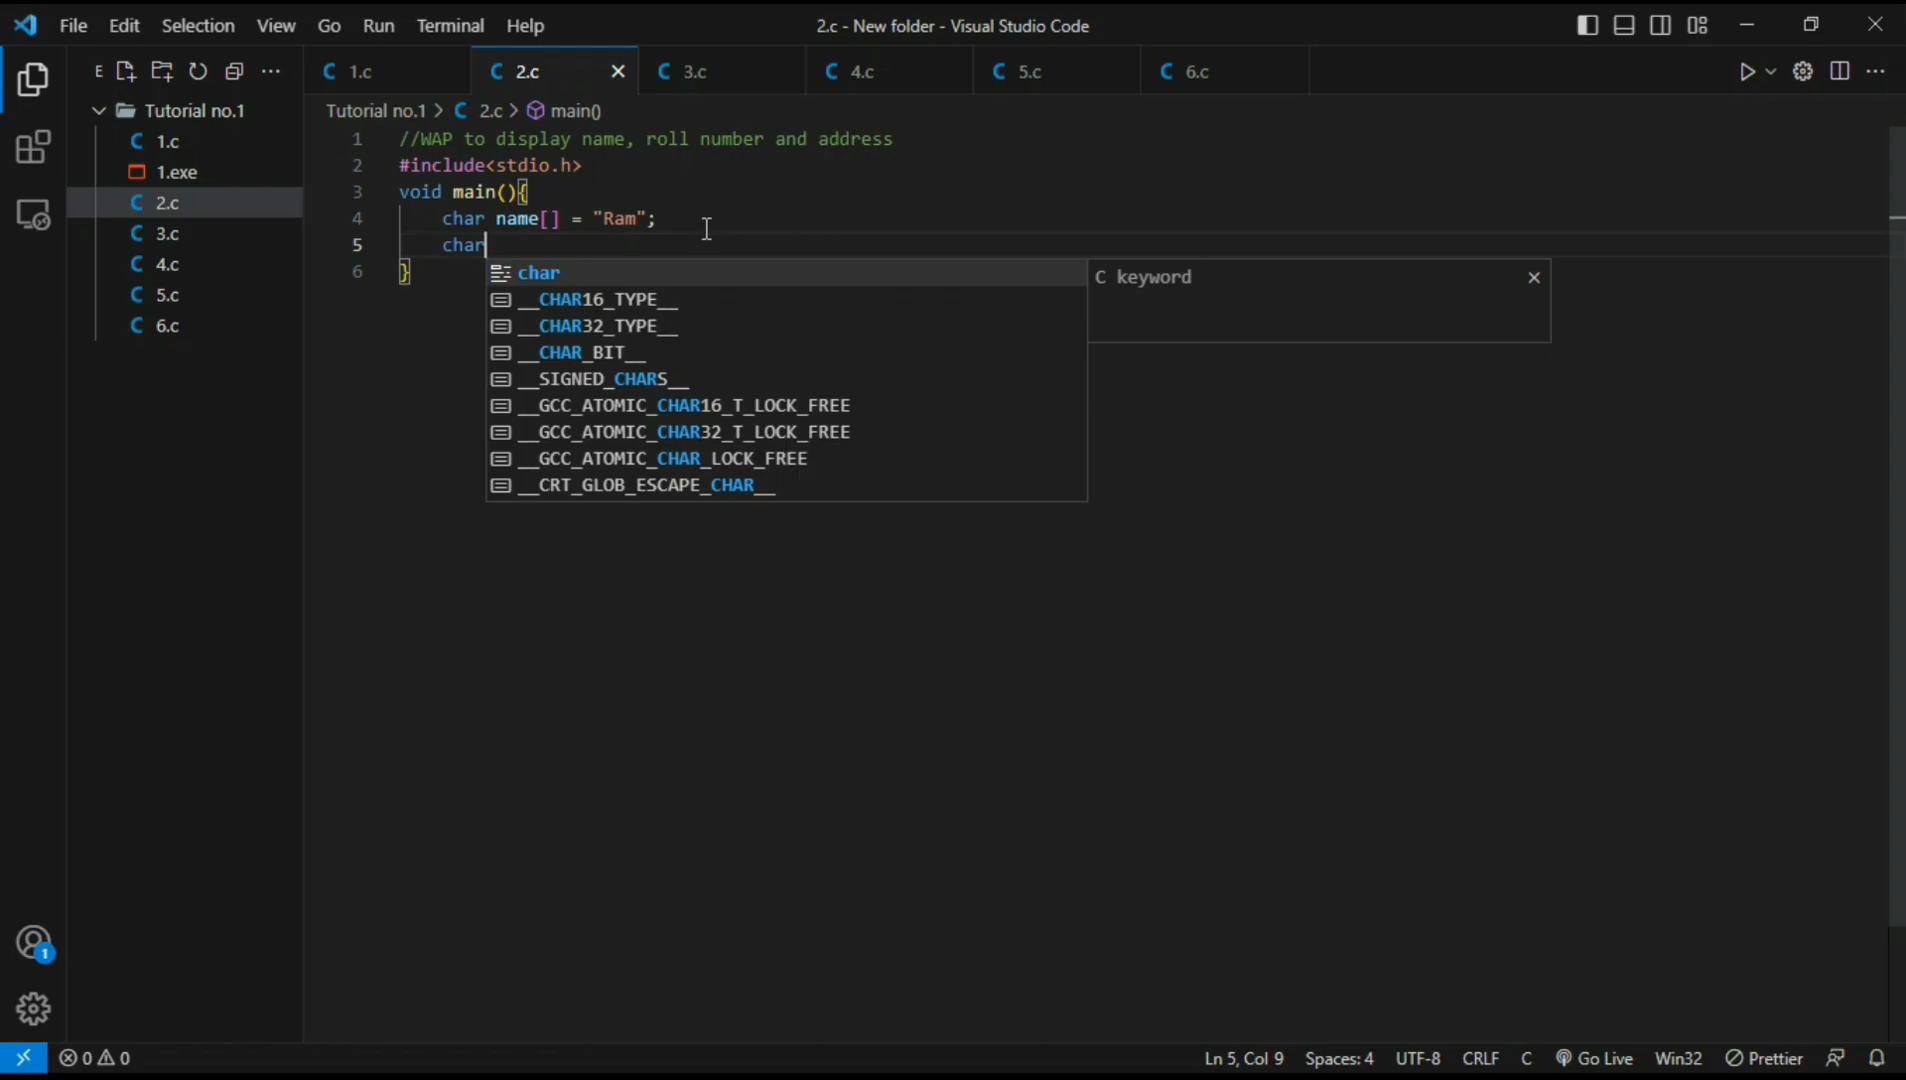 File Edit Selection View Go Run Terminal Help 2.c - New folder - Visual Studio Code
E 1.c 2.c 3.c 4.c 5.c 6.c
Tutorial no.1
1.c
1.exe
2.c
3.c
4.c
5.c
6.c
Tutorial no.1 > C 2.c > main()
1 //WAP to display name, roll number and address
2 #include<stdio.h>
3 void main(){
4 char name[] = "Ram";
5 char
6 }
char
__CHAR16_TYPE__
__CHAR32_TYPE__
__CHAR_BIT__
__SIGNED_CHARS__
__GCC_ATOMIC_CHAR16_T_LOCK_FREE
__GCC_ATOMIC_CHAR32_T_LOCK_FREE
__GCC_ATOMIC_CHAR_LOCK_FREE
__CRT_GLOB_ESCAPE_CHAR__
C keyword
1
0 0 Ln 5, Col 9 Spaces: 4 UTF-8 CRLF C Go Live Win32 Prettier